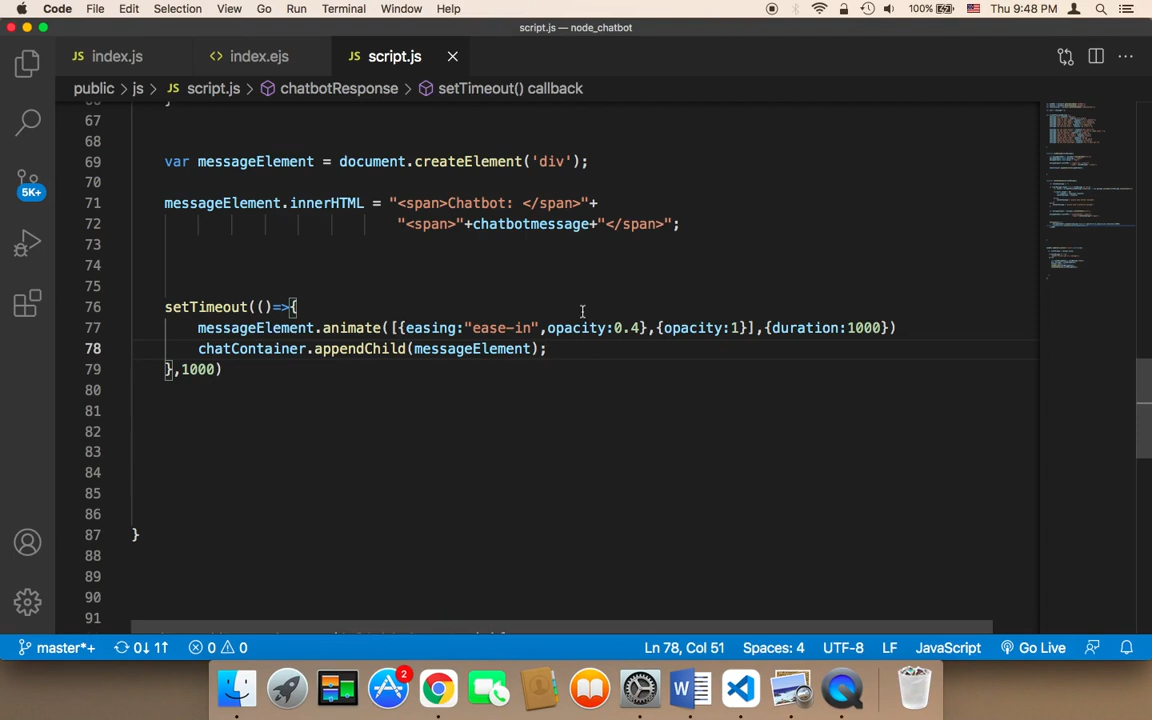 Code File Edit Selection View Go Run Terminal Window Help 100% Thu 9:48 PM
script.js — node_chatbot
JS index.js <> index.ejs JS script.js
public > js > JS script.js > chatbotResponse > setTimeout() callback
67
68
69 var messageElement = document.createElement('div');
70
71 messageElement.innerHTML = "<span>Chatbot: </span>"+
72 "<span>"+chatbotmessage+"</span>";
73
74
75
76 setTimeout(()=>{
77 messageElement.animate([{easing:"ease-in",opacity:0.4},{opacity:1}],{duration:1000})
78 chatContainer.appendChild(messageElement);
79 },1000)
80
81
82
83
84
85
86
87 }
88
89
90
91
5K+
master*+ 0↓ 1↑ 0 0 Ln 78, Col 51 Spaces: 4 UTF-8 LF JavaScript Go Live
2